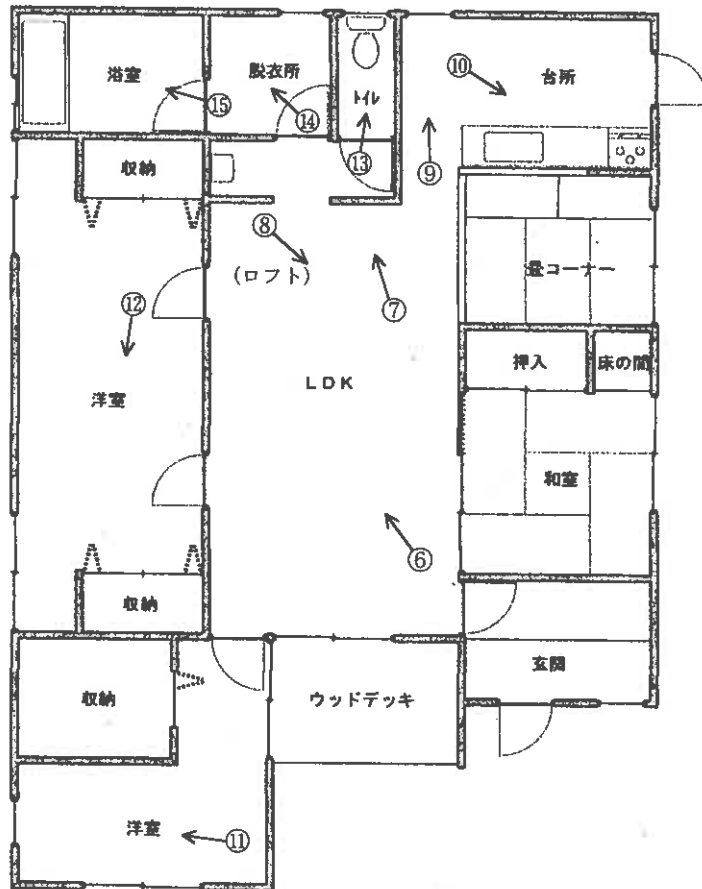 浴室
⑮
脱衣所
⑭
トイレ
⑬
⑩
台所
⑨
収納
⑧
(ロフト)
⑦
畳コーナー
⑫
洋室
LDK
押入
床の間
和室
⑥
収納
収納
ウッドデッキ
玄関
洋室
⑪